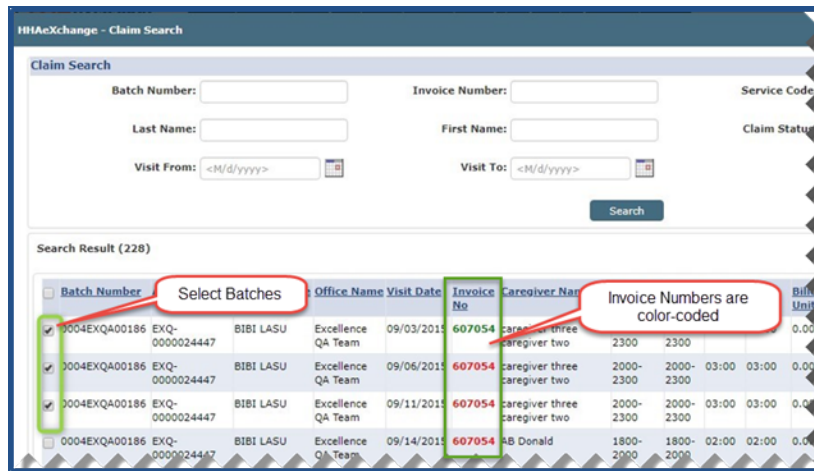 HHAeXchange - Claim Search
Claim Search
Batch Number: Invoice Number: Service Code
Last Name: First Name: Claim Status
Visit From: <M/d/yyyy> Visit To: <M/d/yyyy>
Search
Search Result (228)
Batch Number Select Batches Office Name Visit Date Invoice No Caregiver Name Invoice Numbers are color-coded
0004EXQA00186 EXQ-0000024447 BIBI LASU Excellence QA Team 09/03/2015 607054 caregiver three caregiver two 2300 2300 0.00
0004EXQA00186 EXQ-0000024447 BIBI LASU Excellence QA Team 09/06/2015 607054 caregiver three caregiver two 2000-2300 2000-2300 03:00 03:00 0.00
0004EXQA00186 EXQ-0000024447 BIBI LASU Excellence QA Team 09/11/2015 607054 caregiver three caregiver two 2000-2300 2000-2300 03:00 03:00 0.00
0004EXQA00186 EXQ-0000024447 BIBI LASU Excellence QA Team 09/14/2015 607054 AB Donald 1800-2000 1800-2000 02:00 02:00